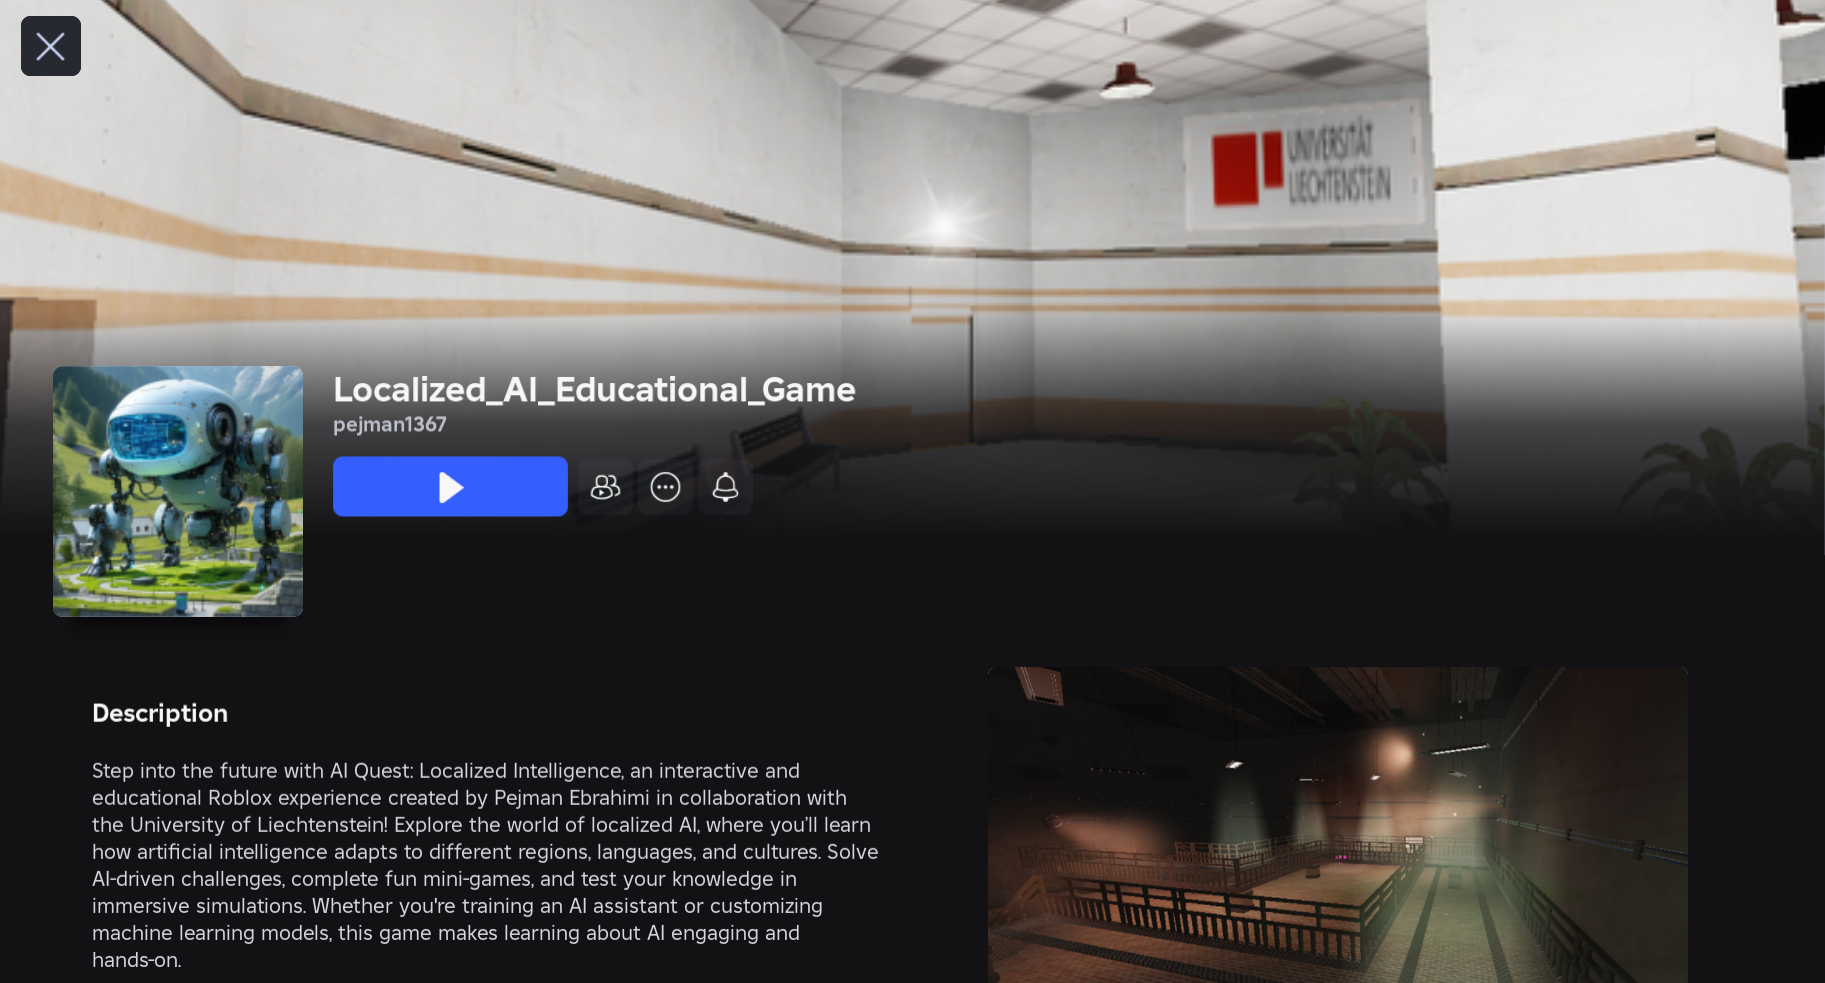 UNIVERSITÄT
LIECHTENSTEIN
Localized_AI_Educational_Game
pejman1367
Description
Step into the future with AI Quest: Localized Intelligence, an interactive and
educational Roblox experience created by Pejman Ebrahimi in collaboration with
the University of Liechtenstein! Explore the world of localized AI, where you'll learn
how artificial intelligence adapts to different regions, languages, and cultures. Solve
AI-driven challenges, complete fun mini-games, and test your knowledge in
immersive simulations. Whether you're training an AI assistant or customizing
machine learning models, this game makes learning about AI engaging and
hands-on.